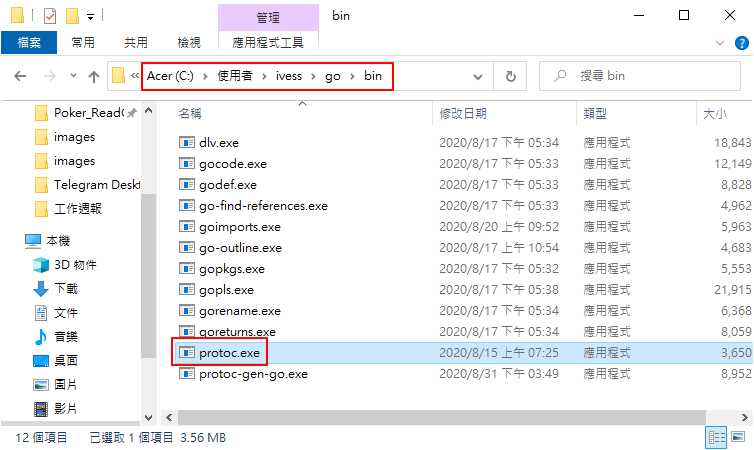 管理
bin
檔案
常用
共用
檢視
應用程式工具
« Acer (C:) > 使用者 > ivess > go > bin
搜尋 bin
Poker_Read
images
images
Telegram Deskt
工作週報
本機
3D 物件
下載
文件
音樂
桌面
圖片
影片
名稱 修改日期 類型 大小
dlv.exe 2020/8/17 下午 05:34 應用程式 18,843
gocode.exe 2020/8/17 下午 05:33 應用程式 12,149
godef.exe 2020/8/17 下午 05:33 應用程式 8,828
go-find-references.exe 2020/8/17 下午 05:33 應用程式 4,962
goimports.exe 2020/8/20 上午 09:52 應用程式 5,963
go-outline.exe 2020/8/17 上午 10:54 應用程式 4,683
gopkgs.exe 2020/8/17 下午 05:32 應用程式 5,553
gopls.exe 2020/8/17 下午 05:38 應用程式 21,915
gorename.exe 2020/8/17 下午 05:34 應用程式 6,368
goreturns.exe 2020/8/17 下午 05:34 應用程式 8,059
protoc.exe 2020/8/15 上午 07:25 應用程式 3,650
protoc-gen-go.exe 2020/8/31 下午 03:49 應用程式 8,952
12 個項目 已選取 1 個項目 3.56 MB